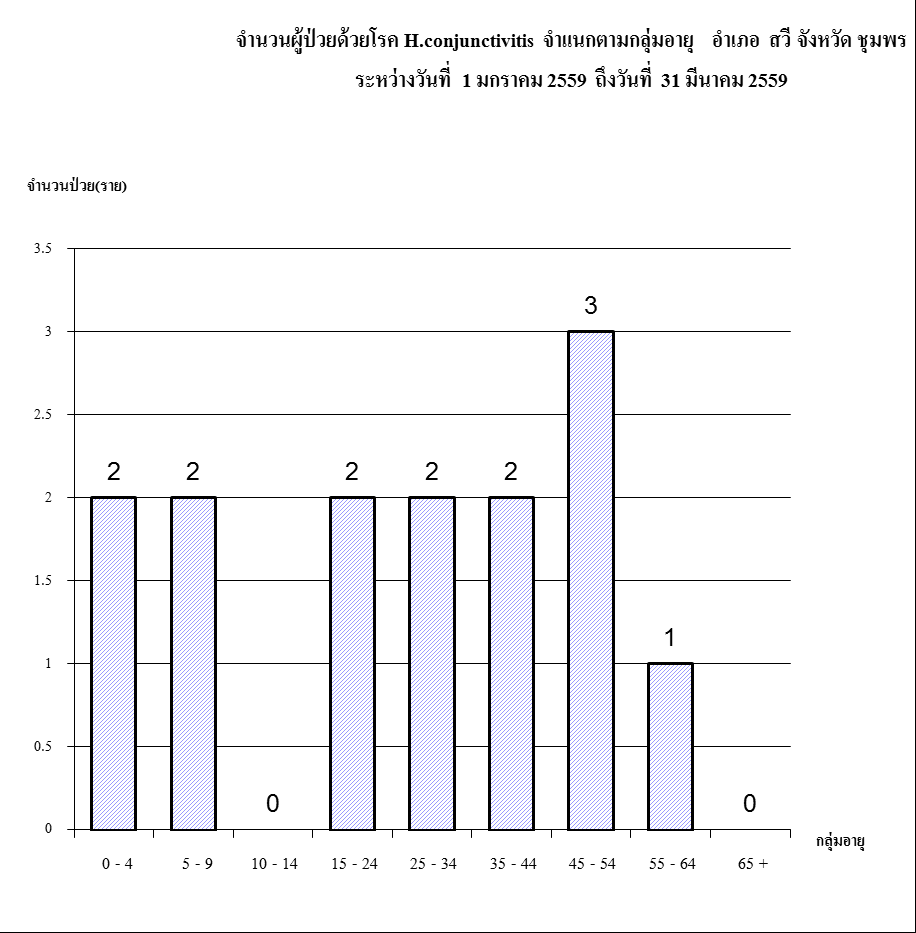 จำนวนผู้ป่วยด้วยโรค H.conjunctivitis จำแนกตามกลุ่มอายุ อำเภอ สวี จังหวัด ชุมพร
ระหว่างวันที่ 1 มกราคม 2559 ถึงวันที่ 31 มีนาคม 2559
จำนวนป่วย(ราย)
3.5
3
3
2.5
2 2 2 2 2
2
1.5
1
1
0.5
0 0
0
กลุ่มอายุ
0 - 4 5 - 9 10 - 14 15 - 24 25 - 34 35 - 44 45 - 54 55 - 64 65 +